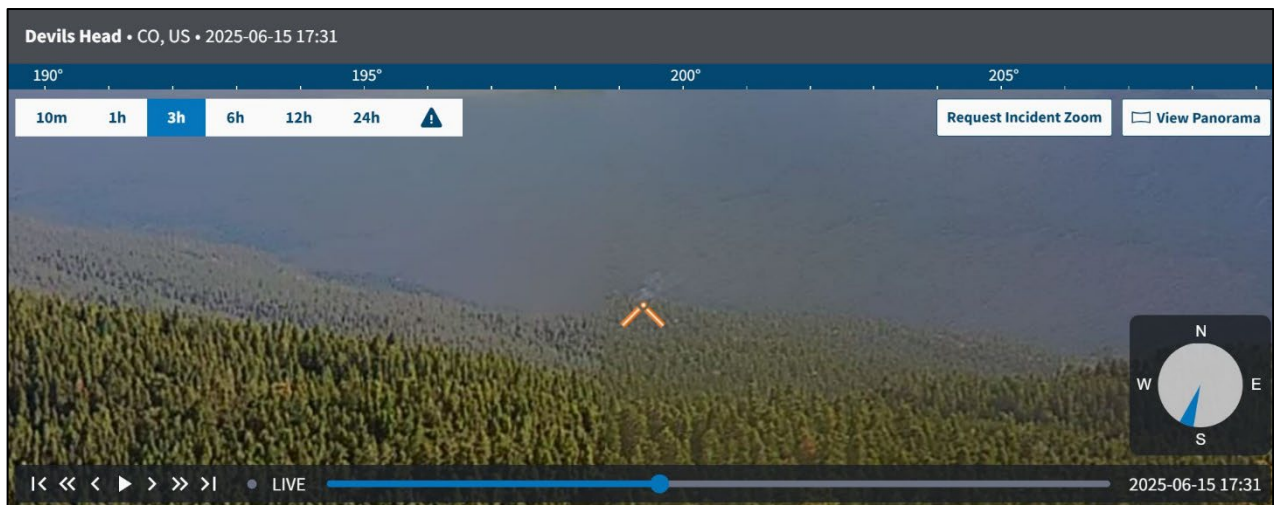 Devils Head • CO, US • 2025-06-15 17:31
190° 195° 200° 205°
10m 1h 3h 6h 12h 24h Request Incident Zoom View Panorama
N
W E
S
LIVE 2025-06-15 17:31